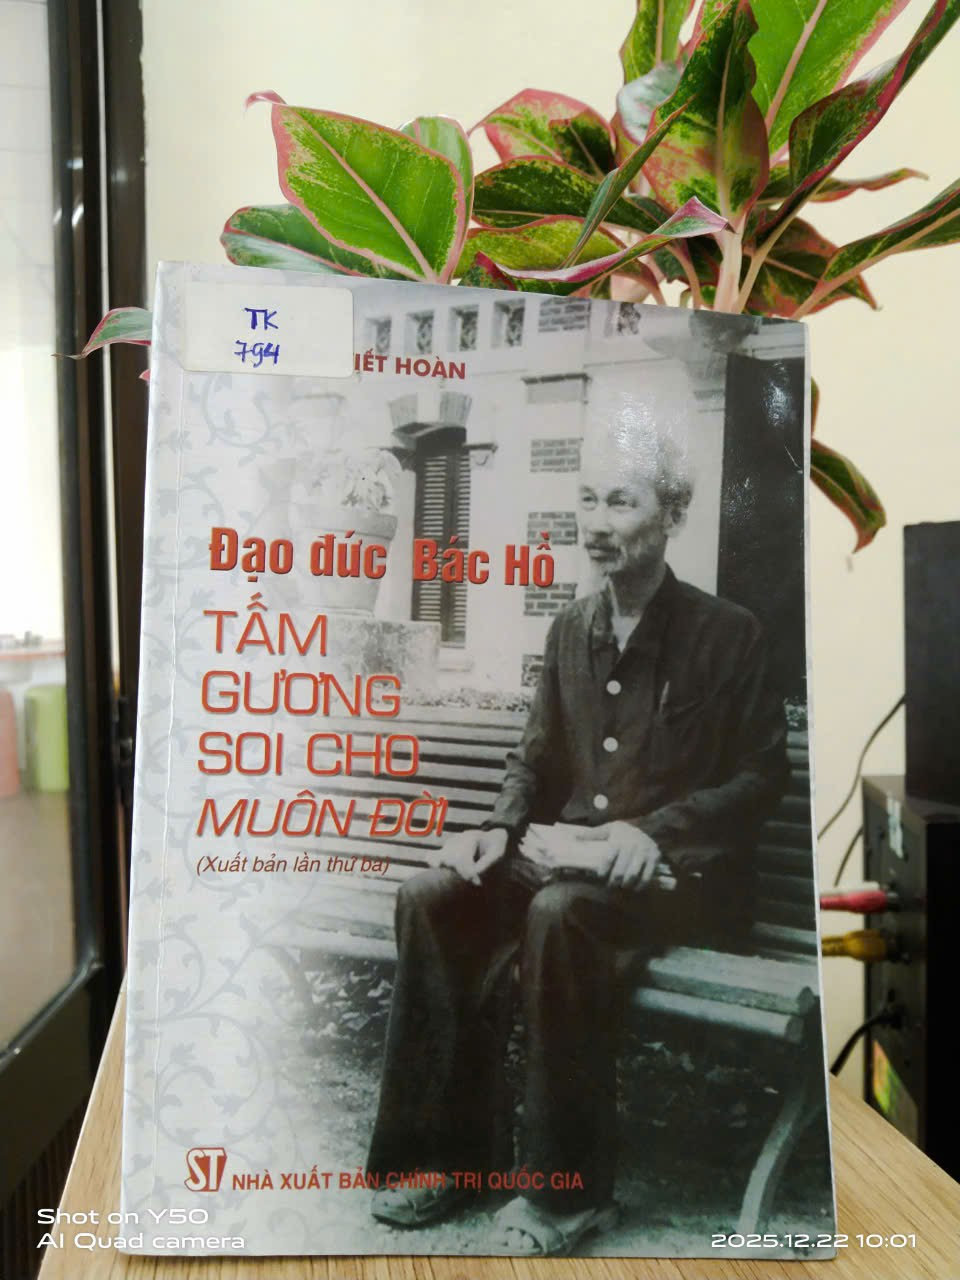 TK
794
IẾT HOÀN
Đạo đức Bác Hồ
TẤM
GƯƠNG
SOI CHO
MUÔN ĐỜI
(Xuất bản lần thứ ba)
ST NHÀ XUẤT BẢN CHÍNH TRỊ QUỐC GIA
Shot on Y50
AI Quad camera
2025.12.22 10:01